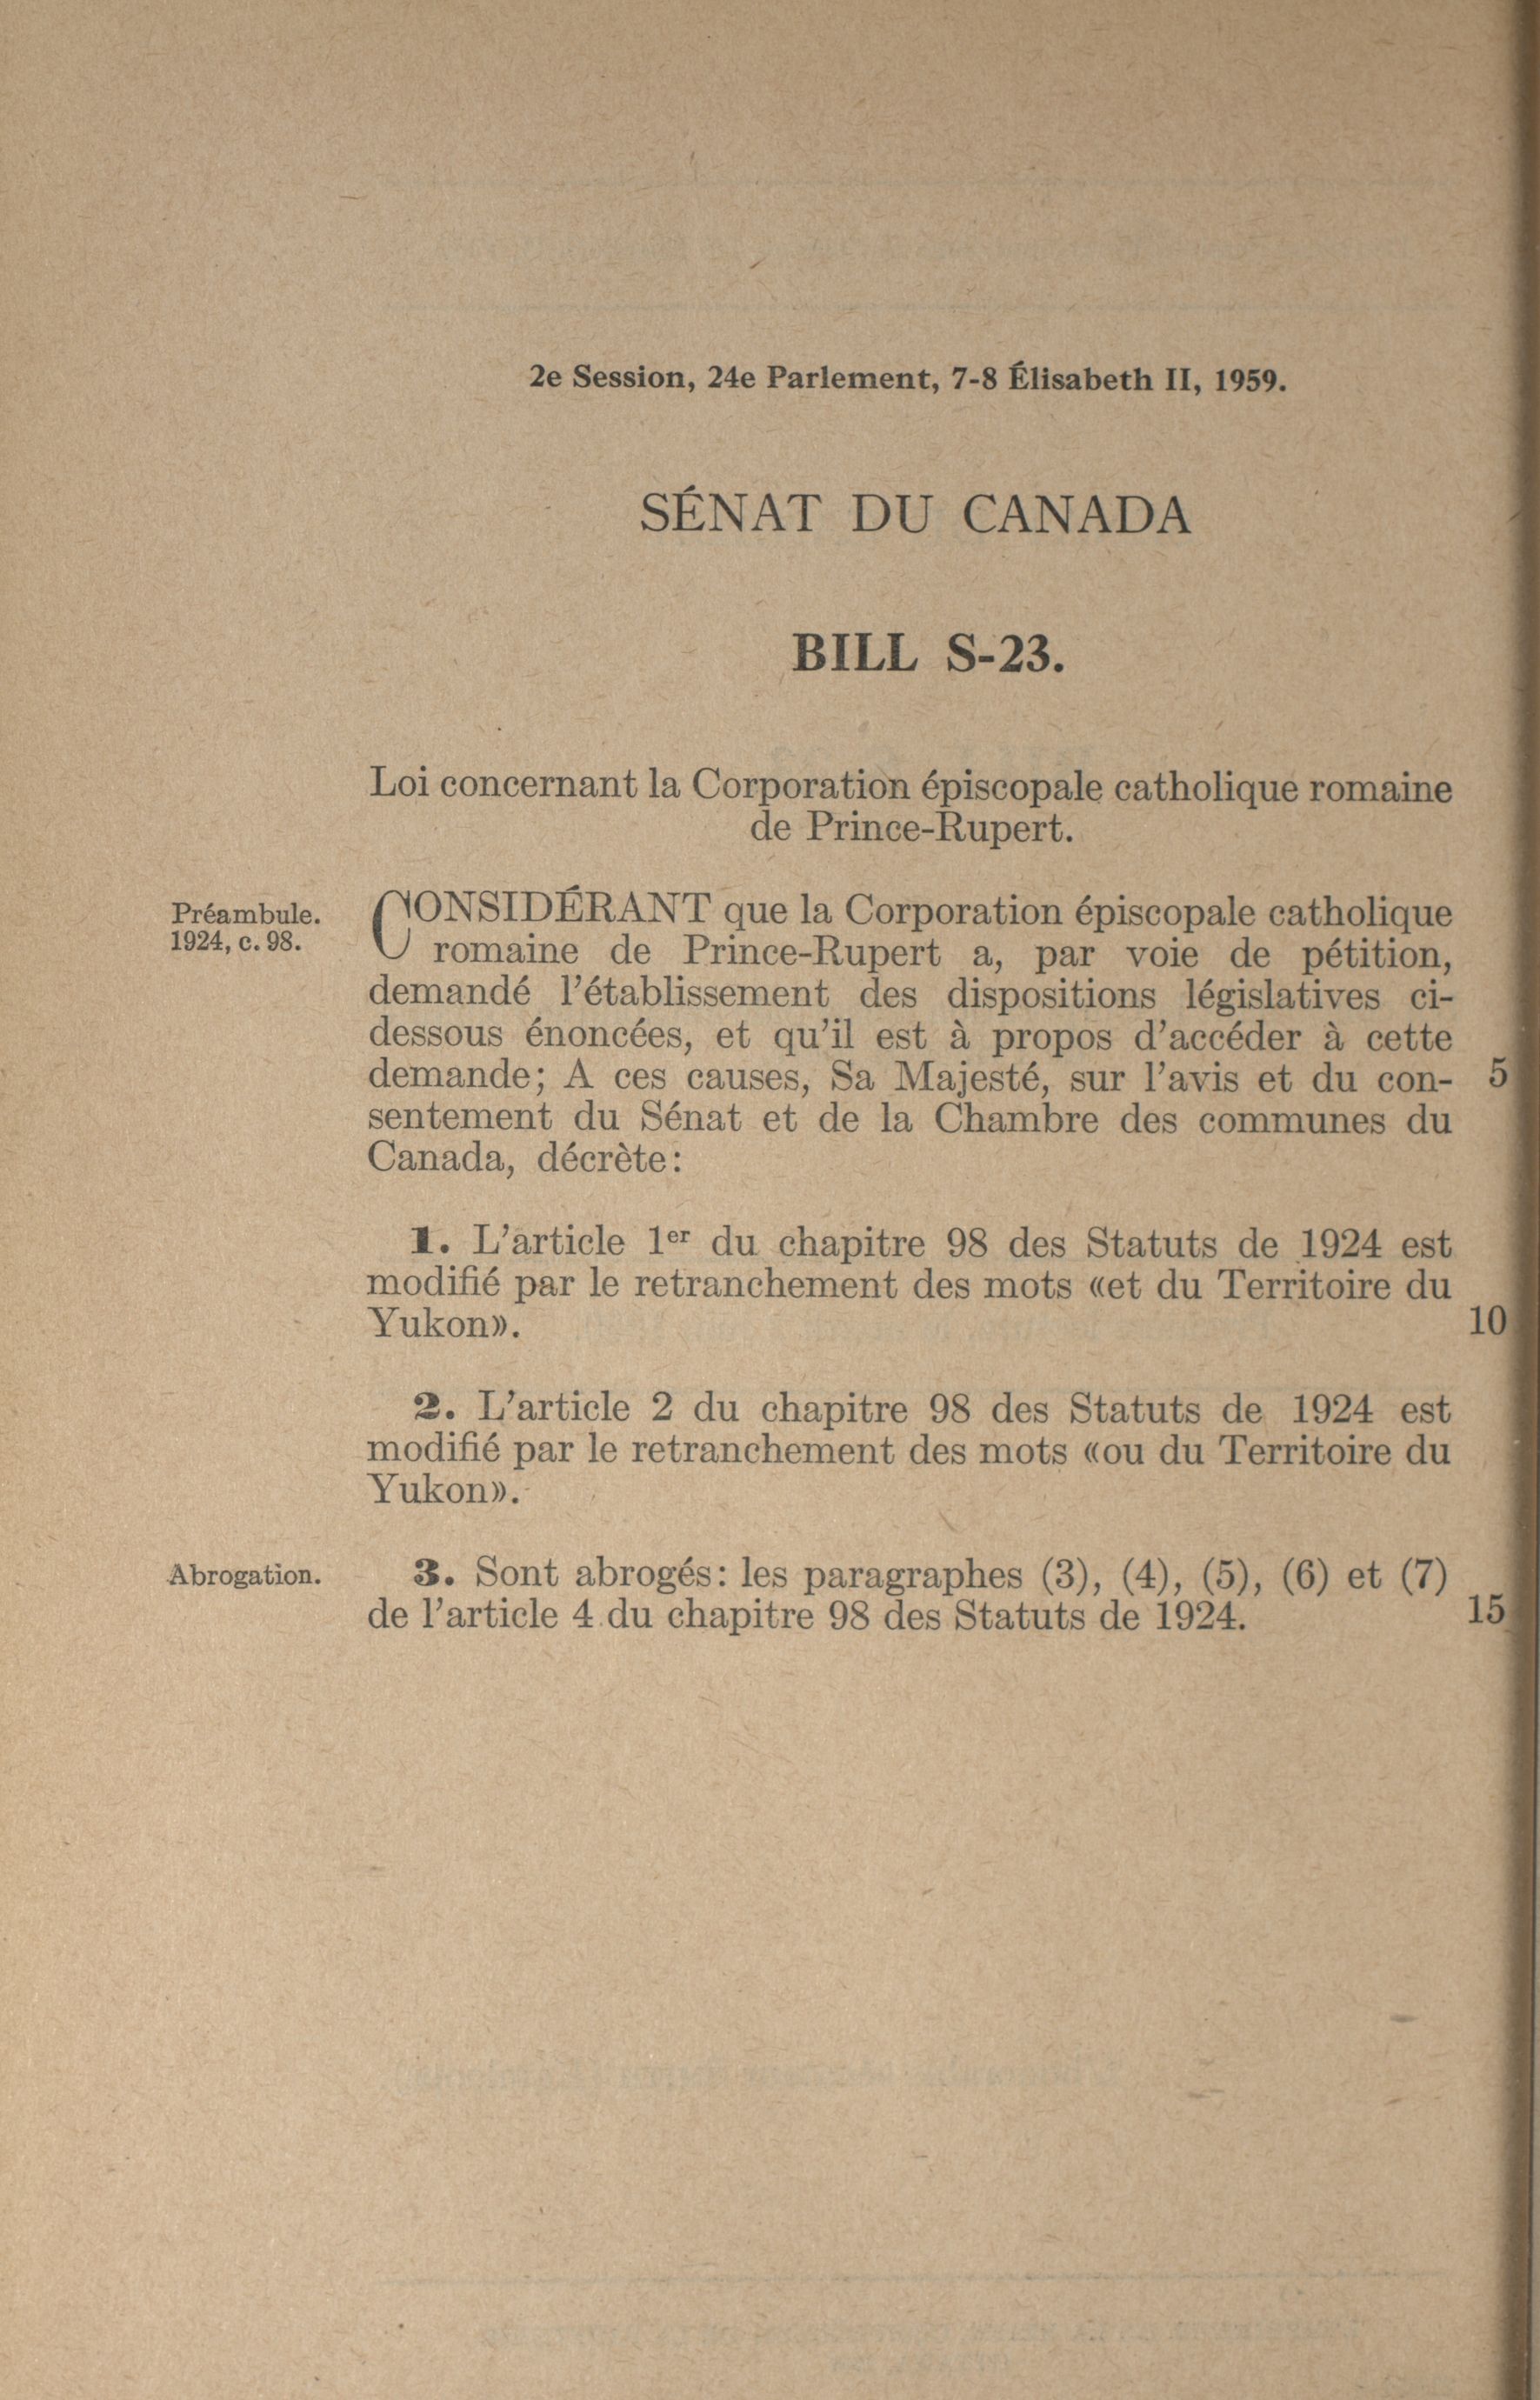 2e Session, 24e Parlement, 7-8 Élisabeth II, 1959.
SÉNAT DU CANADA
BILL S-23.
Loi concernant la Corporation épiscopale catholique romaine
de Prince-Rupert.
Préambule.
1924, c. 98.
CONSIDÉRANT que la Corporation épiscopale catholique
romaine de Prince-Rupert a, par voie de pétition,
demandé l'établissement des dispositions législatives ci-
dessous énoncées, et qu'il est à propos d'accéder à cette
demande; A ces causes, Sa Majesté, sur l'avis et du con- 5
sentement du Sénat et de la Chambre des communes du
Canada, décrète:
1. L'article 1er du chapitre 98 des Statuts de 1924 est
modifié par le retranchement des mots «et du Territoire du
Yukon». 10
2. L'article 2 du chapitre 98 des Statuts de 1924 est
modifié par le retranchement des mots «ou du Territoire du
Yukon».
Abrogation.
3. Sont abrogés: les paragraphes (3), (4), (5), (6) et (7)
de l'article 4 du chapitre 98 des Statuts de 1924. 15